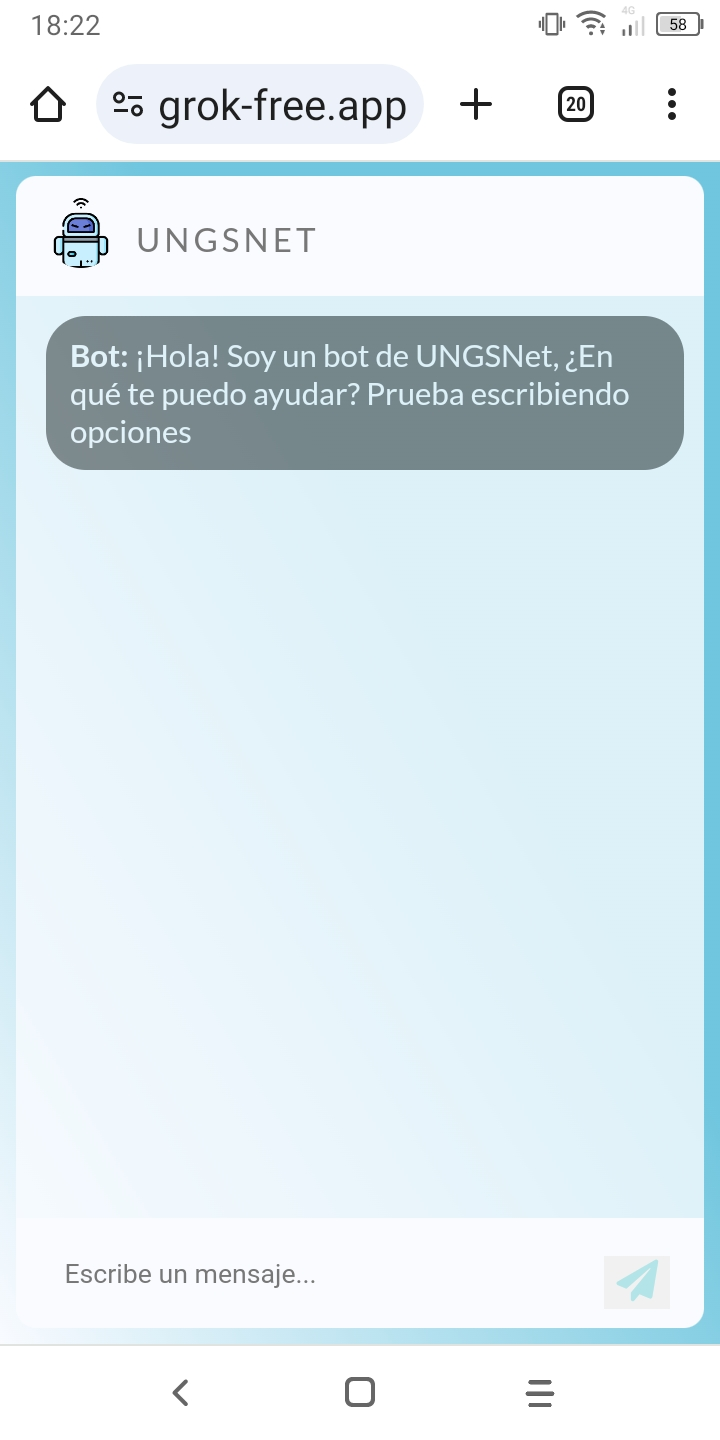 18:22
4G
58
grok-free.app
20
UNGSNET
Bot: ¡Hola! Soy un bot de UNGSNet, ¿En
qué te puedo ayudar? Prueba escribiendo
opciones
Escribe un mensaje...